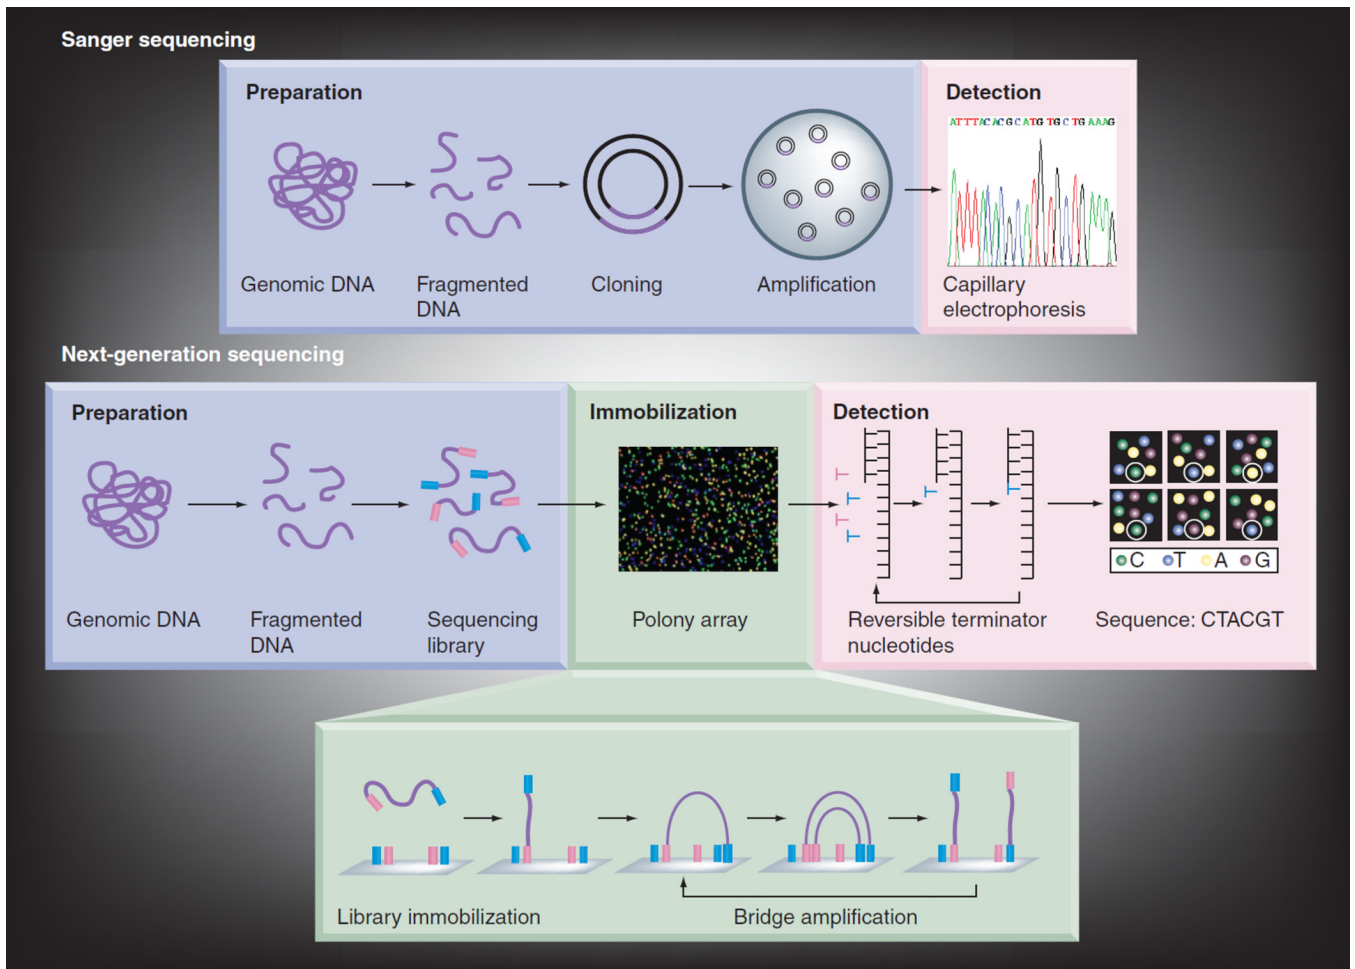 Sanger sequencing
Preparation
Detection
ATTTACACGCATGTGCTGAAAG
Genomic DNA
Fragmented
DNA
Cloning
Amplification
Capillary
electrophoresis
Next-generation sequencing
Preparation
Immobilization
Detection
C T A G
Genomic DNA
Fragmented
DNA
Sequencing
library
Polony array
Reversible terminator
nucleotides
Sequence: CTACGT
Library immobilization
Bridge amplification